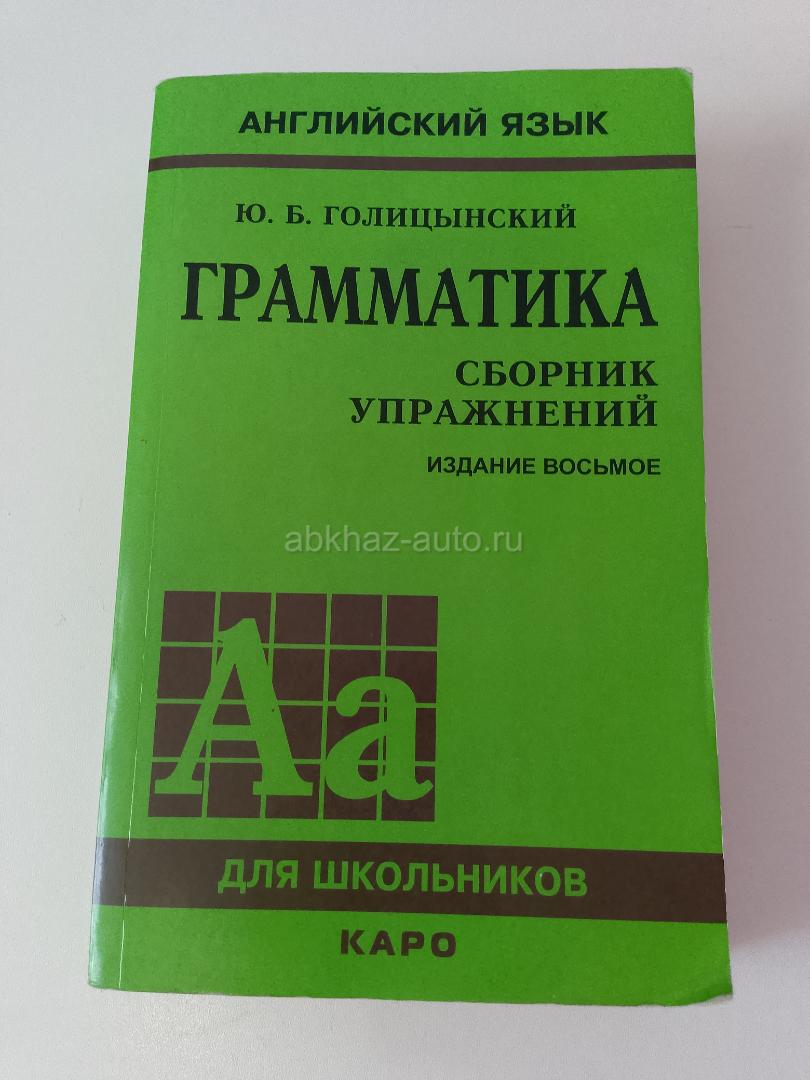 АНГЛИЙСКИЙ ЯЗЫК
Ю. Б. ГОЛИЦЫНСКИЙ
ГРАММАТИКА
СБОРНИК
УПРАЖНЕНИЙ
ИЗДАНИЕ ВОСЬМОЕ
abkhaz-auto.ru
Aa
ДЛЯ ШКОЛЬНИКОВ
КАРО